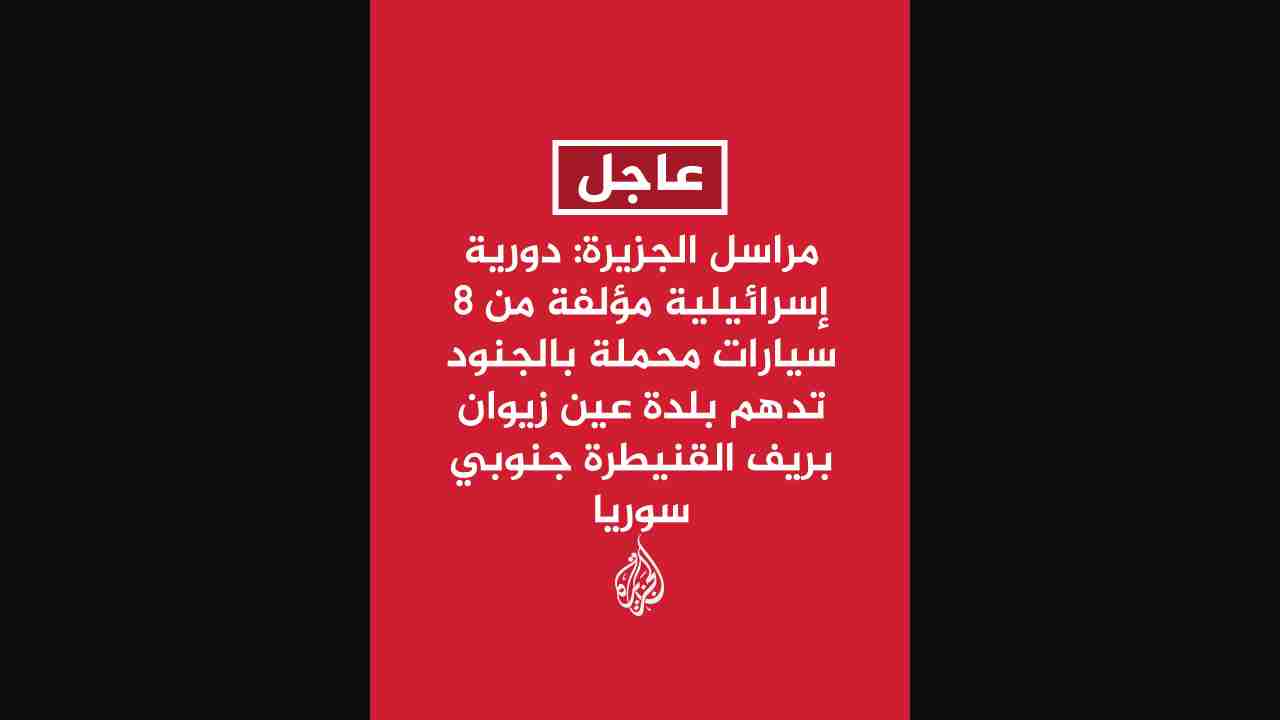 عاجل
مراسل الجزيرة: دورية
إسرائيلية مؤلفة من 8
سيارات محملة بالجنود
تدهم بلدة عين زيوان
بريف القنيطرة جنوبي
سوريا
الجزيرة